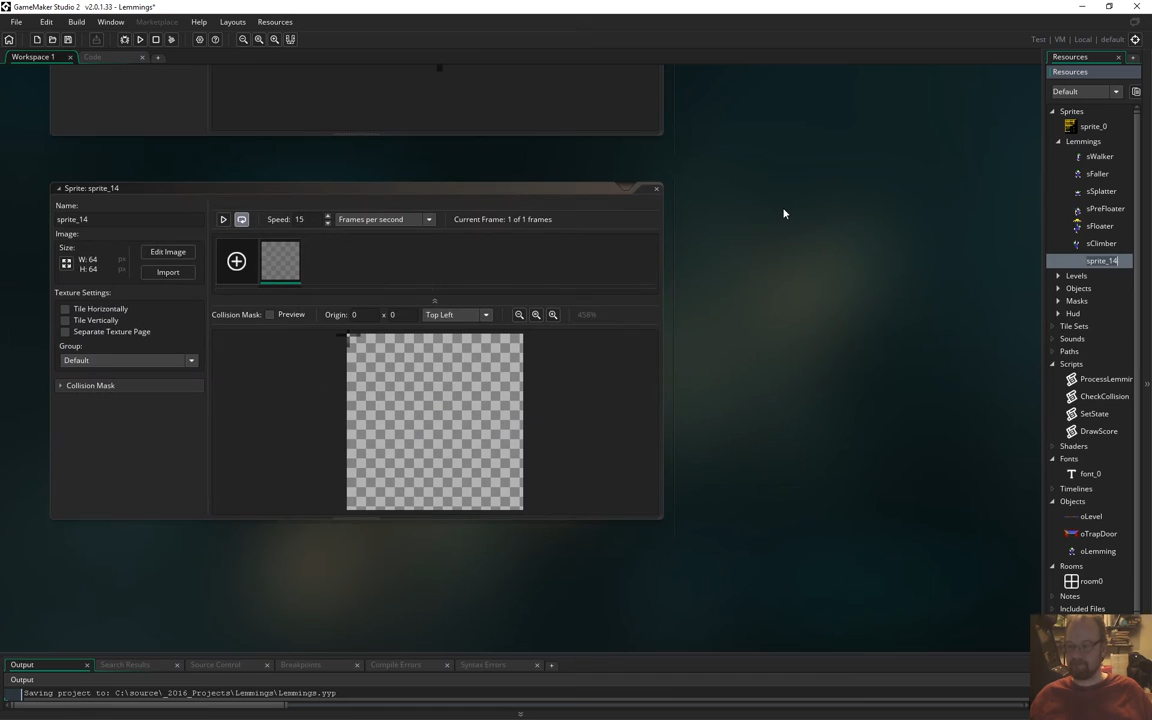 GameMaker Studio 2 v2.0.1.33 - Lemmings*
File Edit Build Window Marketplace Help Layouts Resources
Test | VM | Local | default
Workspace 1 Code
Resources
Resources
Default
Sprites
sprite_0
Lemmings
sWalker
sFaller
sSplatter
sPreFloater
sFloater
sClimber
sprite_14
Levels
Objects
Masks
Hud
Tile Sets
Sounds
Paths
Scripts
ProcessLemmin
CheckCollision
SetState
DrawScore
Shaders
Fonts
font_0
Timelines
Objects
oLevel
oTrapDoor
oLemming
Rooms
room0
Notes
Included Files
Sprite: sprite_14
Name:
sprite_14
Image:
Size:
W: 64 px
H: 64 px
Edit Image
Import
Texture Settings:
Tile Horizontally
Tile Vertically
Separate Texture Page
Group:
Default
Collision Mask
Speed: 15 Frames per second Current Frame: 1 of 1 frames
Collision Mask: Preview Origin: 0 x 0 Top Left 458%
Output Search Results Source Control Breakpoints Compile Errors Syntax Errors
Output
Saving project to: C:\source\_2016_Projects\Lemmings\Lemmings.yyp